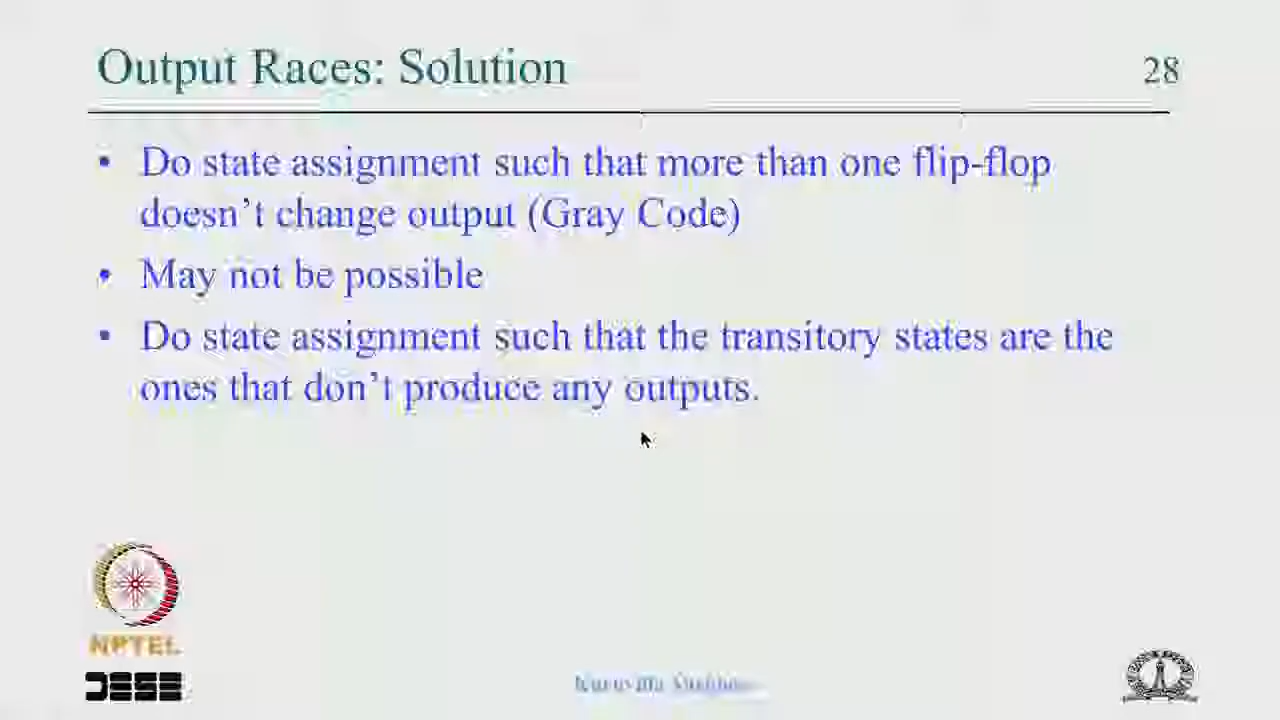 Output Races: Solution
28
• Do state assignment such that more than one flip-flop
doesn't change output (Gray Code)
• May not be possible
• Do state assignment such that the transitory states are the
ones that don't produce any outputs.
NPTEL
DESE